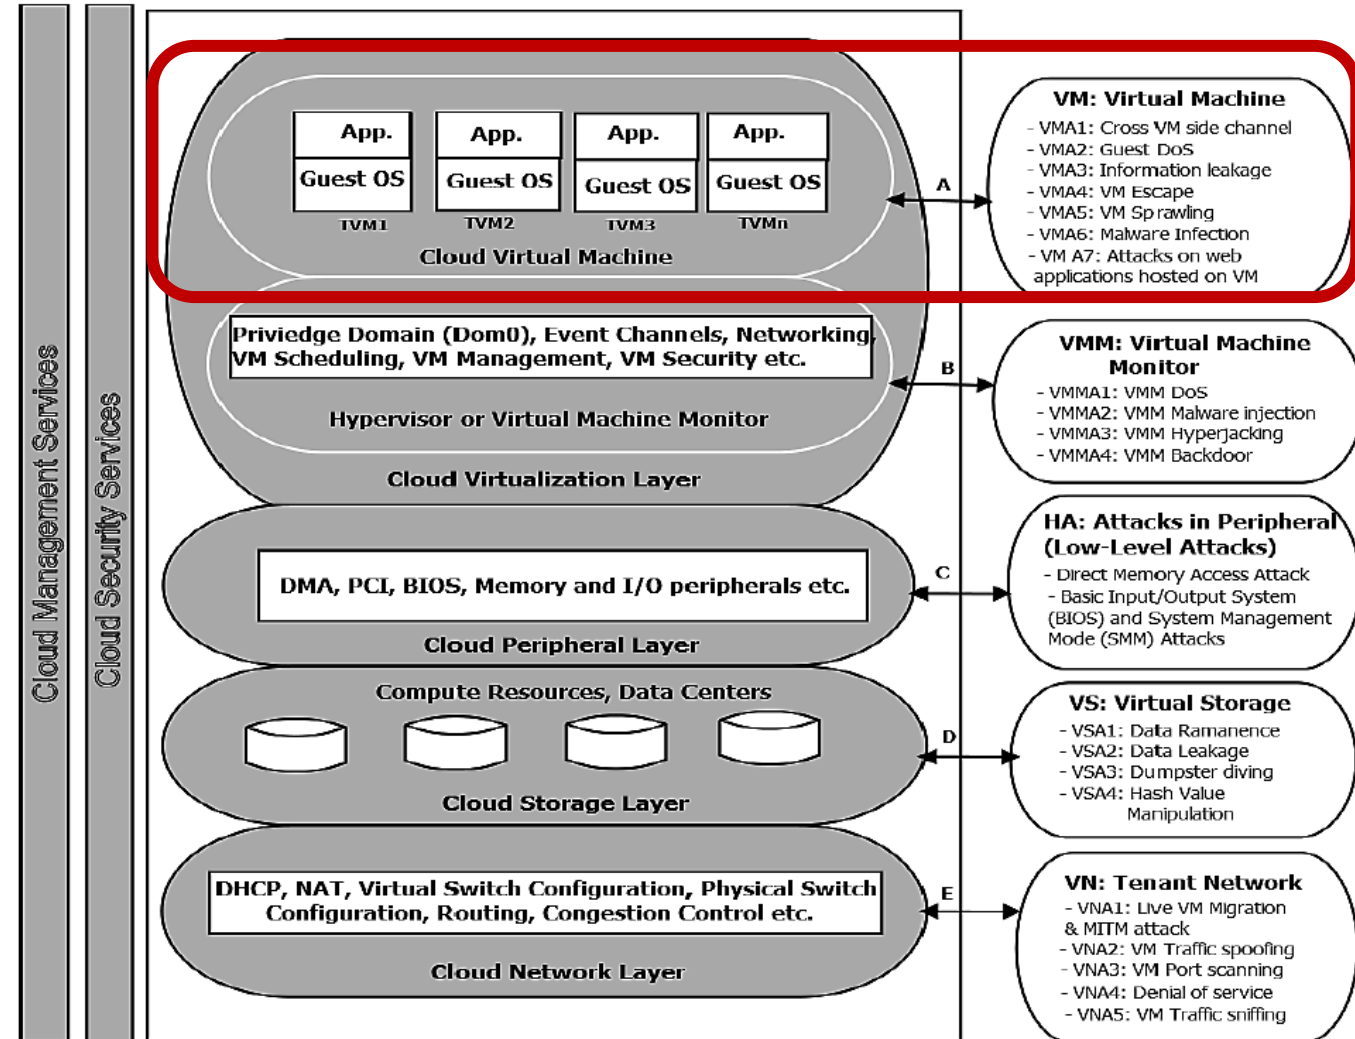 Cloud Management Services
Cloud Security Services
App.
App.
App.
App.
Guest OS
Guest OS
Guest OS
Guest OS
TVM1
TVM2
TVM3
TVMn
Cloud Virtual Machine
A
VM: Virtual Machine
- VMA1: Cross VM side channel
- VMA2: Guest DoS
- VMA3: Information leakage
- VMA4: VM Escape
- VMA5: VM Sprawling
- VMA6: Malware Infection
- VM A7: Attacks on web
applications hosted on VM
Priviedge Domain (Dom0), Event Channels, Networking,
VM Scheduling, VM Management, VM Security etc.
Hypervisor or Virtual Machine Monitor
Cloud Virtualization Layer
B
VMM: Virtual Machine
Monitor
- VMMA1: VMM DoS
- VMMA2: VMM Malware injection
- VMMA3: VMM Hyperjacking
- VMMA4: VMM Backdoor
DMA, PCI, BIOS, Memory and I/O peripherals etc.
Cloud Peripheral Layer
C
HA: Attacks in Peripheral
(Low-Level Attacks)
- Direct Memory Access Attack
- Basic Input/Output System
(BIOS) and System Management
Mode (SMM) Attacks
Compute Resources, Data Centers
Cloud Storage Layer
D
VS: Virtual Storage
- VSA1: Data Ramanence
- VSA2: Data Leakage
- VSA3: Dumpster diving
- VSA4: Hash Value
Manipulation
DHCP, NAT, Virtual Switch Configuration, Physical Switch
Configuration, Routing, Congestion Control etc.
Cloud Network Layer
E
VN: Tenant Network
- VNA1: Live VM Migration
& MITM attack
- VNA2: VM Traffic spoofing
- VNA3: VM Port scanning
- VNA4: Denial of service
- VNA5: VM Traffic sniffing